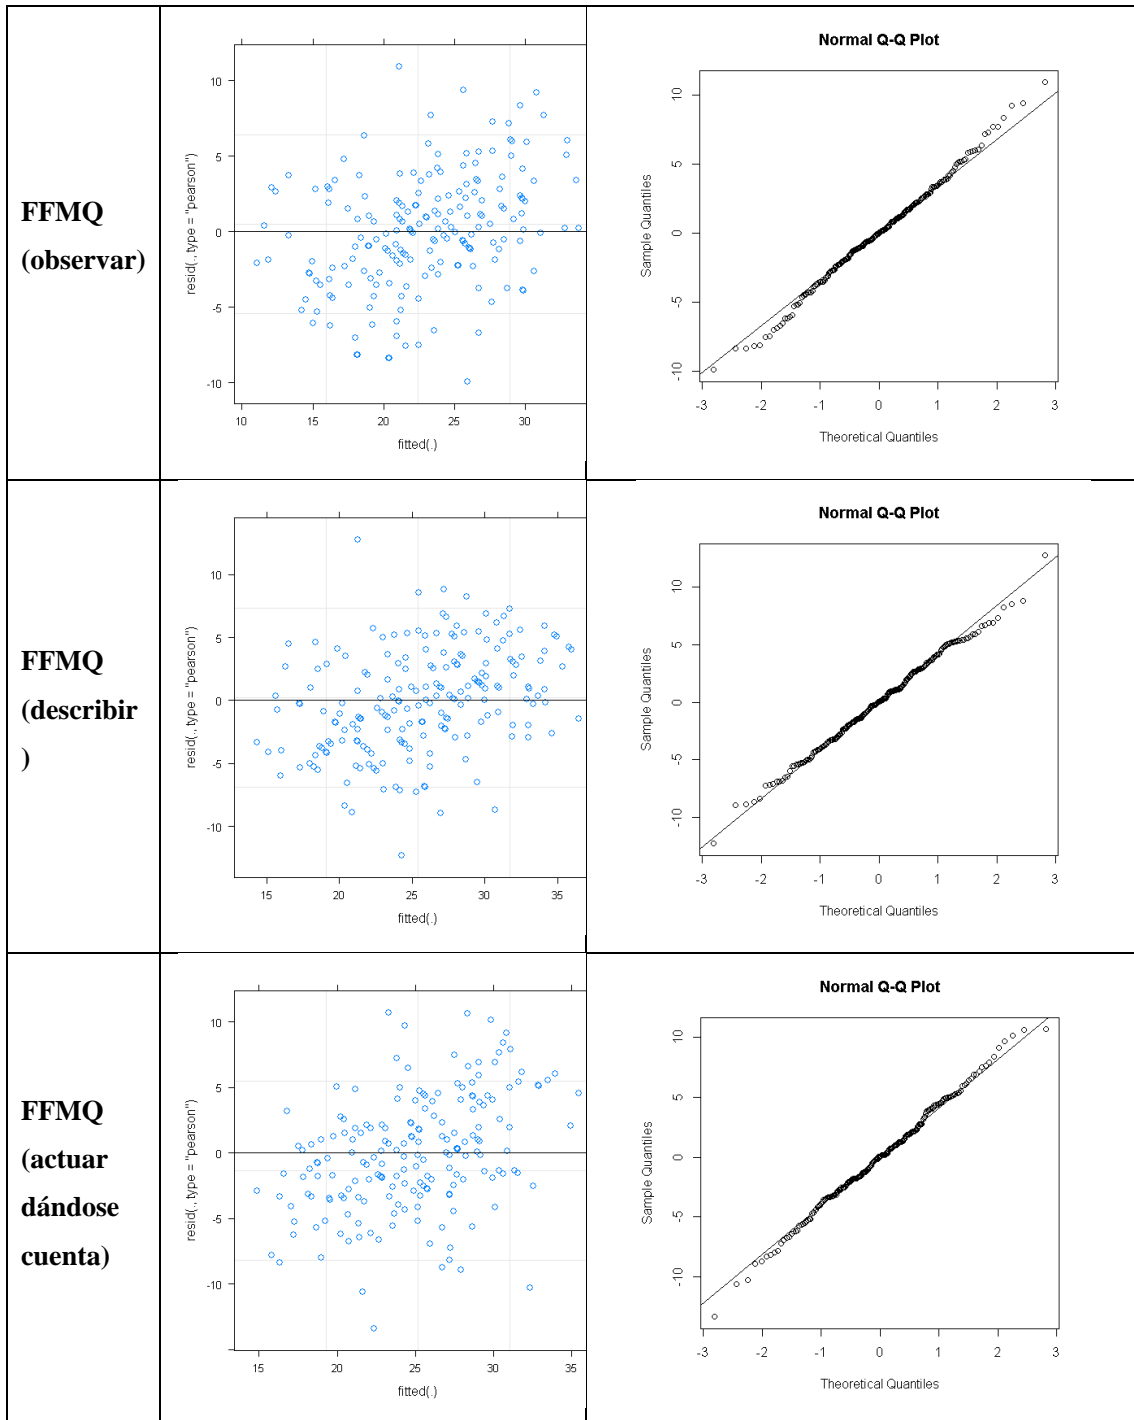 FFMQ
(observar)
10
5
0
-5
-10
resid(., type = "pearson")
10
15
20
25
30
fitted(.)
Normal Q-Q Plot
10
5
0
-5
-10
Sample Quantiles
-3
-2
-1
0
1
2
3
Theoretical Quantiles
FFMQ
(describir
)
10
5
0
-5
-10
resid(., type = "pearson")
15
20
25
30
35
fitted(.)
Normal Q-Q Plot
10
5
0
-5
-10
Sample Quantiles
-3
-2
-1
0
1
2
3
Theoretical Quantiles
FFMQ
(actuar
dándose
cuenta)
10
5
0
-5
-10
resid(., type = "pearson")
15
20
25
30
35
fitted(.)
Normal Q-Q Plot
10
5
0
-5
-10
Sample Quantiles
-3
-2
-1
0
1
2
3
Theoretical Quantiles